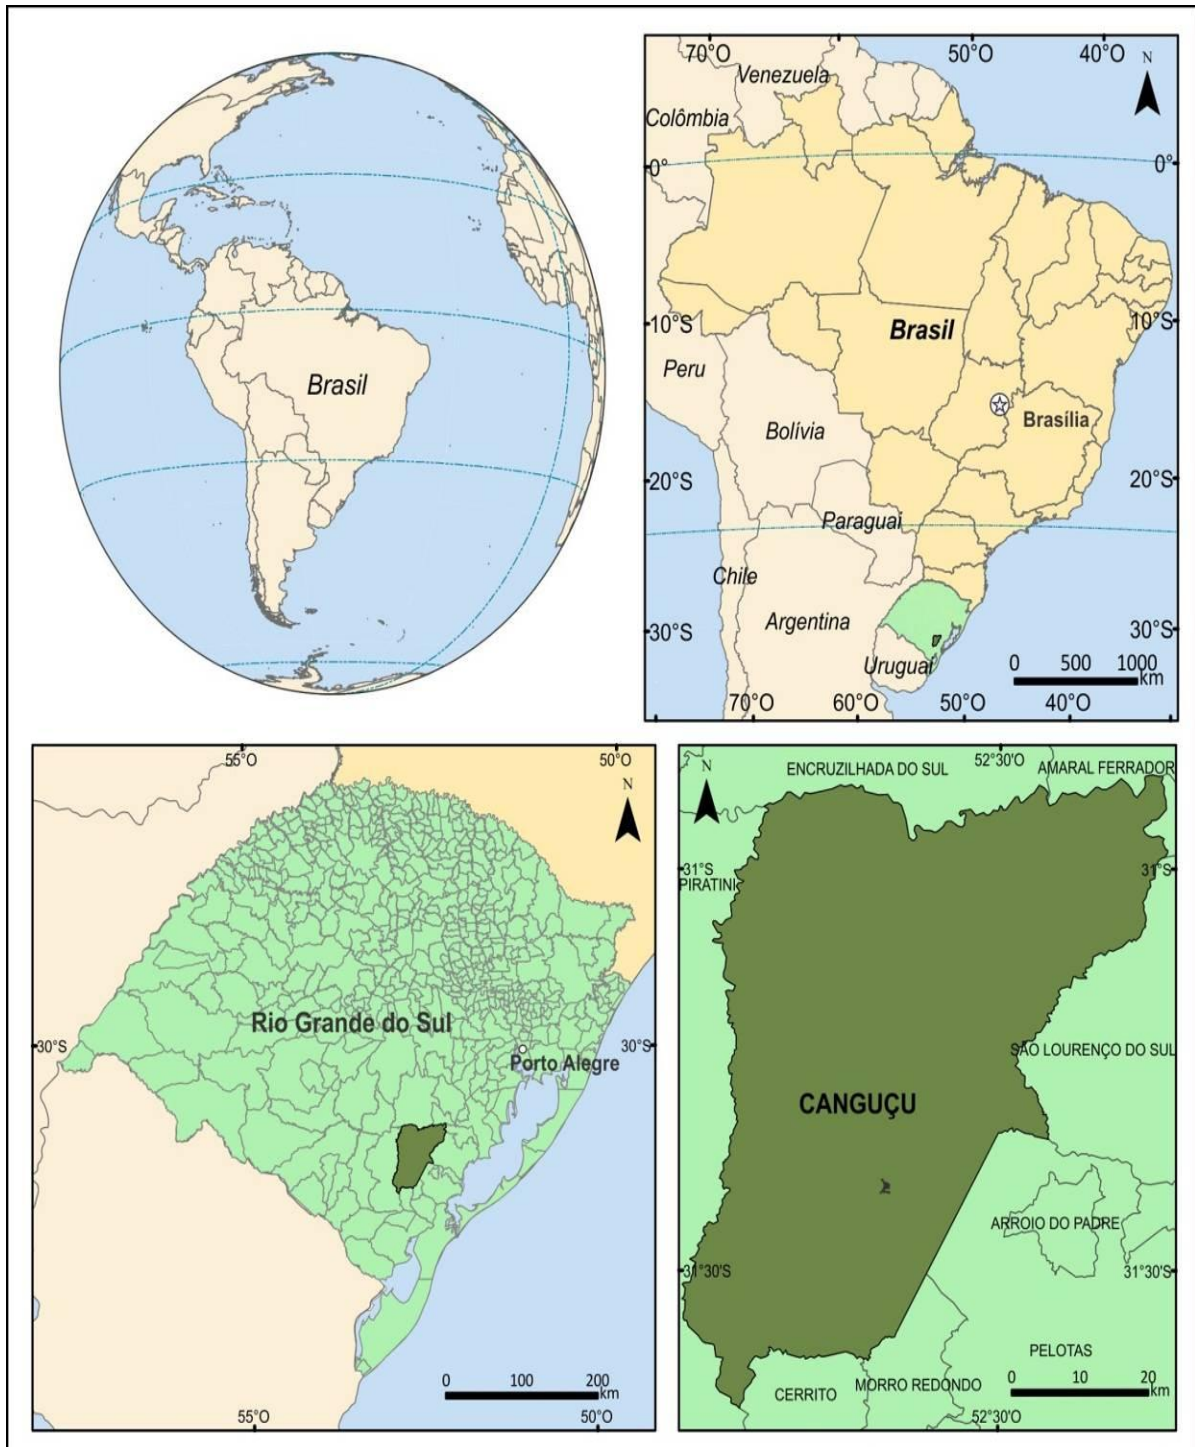 Brasil
70°O
50°O
40°O
N
Venezuela
Colômbia
0°
0°
Brasil
10°S
10°S
Peru
Brasília
Bolívia
20°S
20°S
Paraguai
Chile
Argentina
30°S
30°S
Uruguai
0 500 1000
km
70°O
60°O
50°O
40°O
55°O
50°O
N
Rio Grande do Sul
30°S
30°S
Porto Alegre
0 100 200
km
55°O
50°O
N
ENCRUZILHADA DO SUL
52°30'O
AMARAL FERRADOR
31°S
31°S
PIRATINI
SÃO LOURENÇO DO SUL
CANGUÇU
ARROIO DO PADRE
31°30'S
31°30'S
PELOTAS
0 10 20
km
CERRITO
MORRO REDONDO
52°30'O